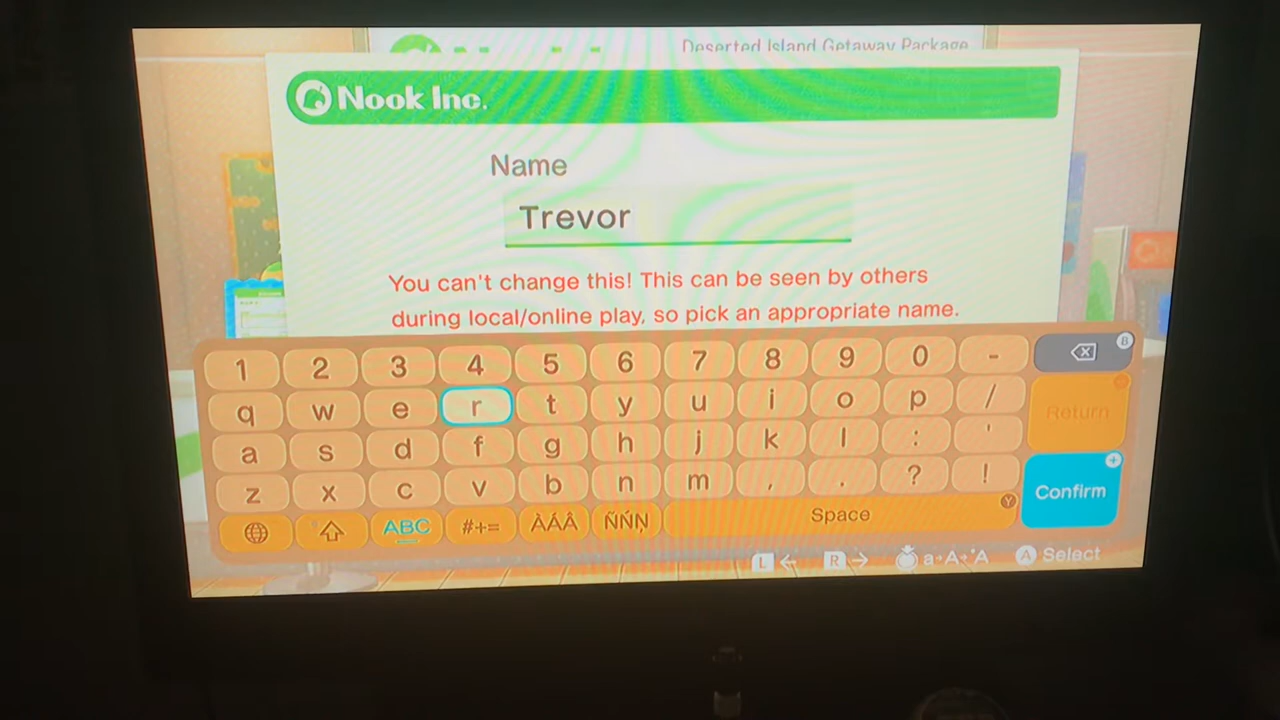 Deserted Island Getaway Package
Nook Inc.
Name
Trevor
You can't change this! This can be seen by others
during local/online play, so pick an appropriate name.
1 2 3 4 5 6 7 8 9 0 - B
q w e r t y u i o p / Return
a s d f g h j k l : '
z x c v b n m , . ? ! + Confirm
ABC #+= ÀÁÂ ÑŃŅ Space Y
L ← R → a→A→A A Select